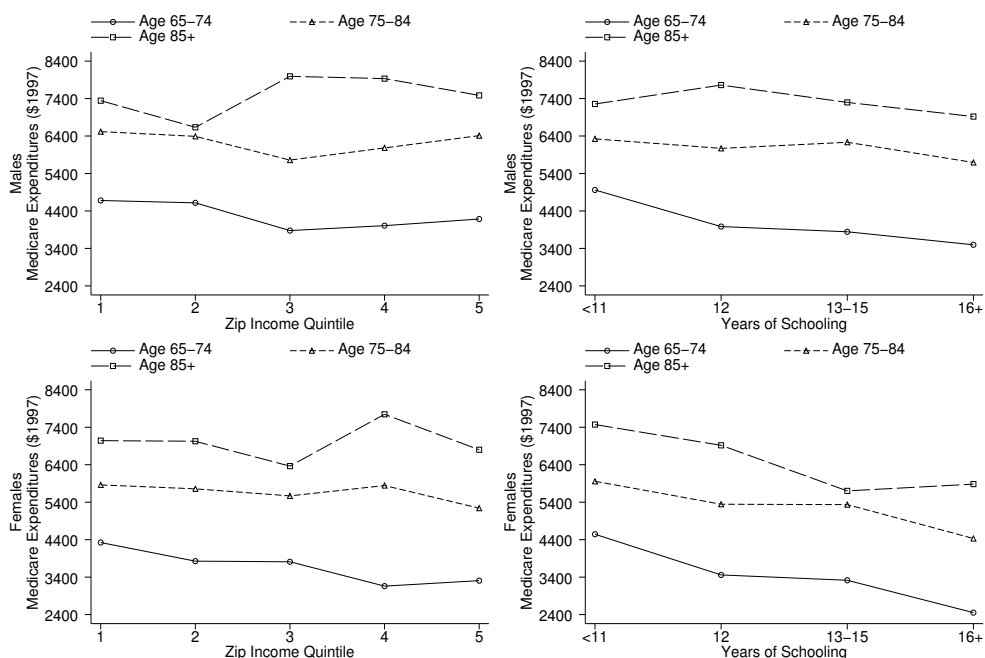 Age 65−74 Age 75−84
Age 85+
Males
Medicare Expenditures ($1997)
8400
7400
6400
5400
4400
3400
2400
1 2 3 4 5
Zip Income Quintile
Age 65−74 Age 75−84
Age 85+
Males
Medicare Expenditures ($1997)
8400
7400
6400
5400
4400
3400
2400
<11 12 13−15 16+
Years of Schooling
Age 65−74 Age 75−84
Age 85+
Females
Medicare Expenditures ($1997)
8400
7400
6400
5400
4400
3400
2400
1 2 3 4 5
Zip Income Quintile
Age 65−74 Age 75−84
Age 85+
Females
Medicare Expenditures ($1997)
8400
7400
6400
5400
4400
3400
2400
<11 12 13−15 16+
Years of Schooling